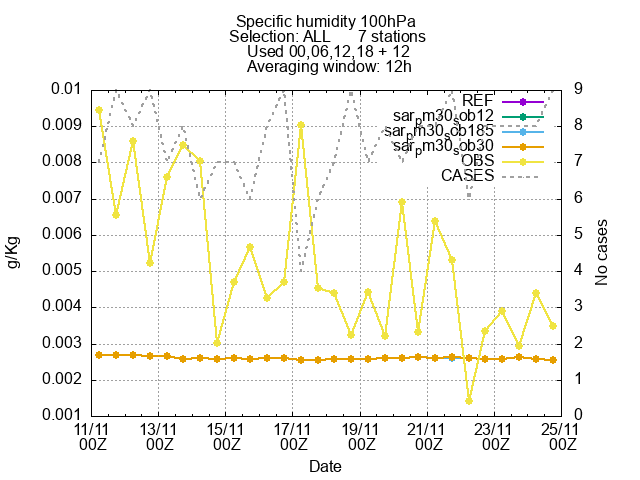 Specific humidity 100hPa
Selection: ALL 7 stations
Used 00,06,12,18 + 12
Averaging window: 12h
0.01
0.009
0.008
0.007
0.006
0.005
0.004
0.003
0.002
0.001
g/Kg
REF
sarpm30sob12
sarpm30sob185
sarpm30sob30
OBS
CASES
9
8
7
6
5
4
3
2
1
0
No cases
11/11 13/11 15/11 17/11 19/11 21/11 23/11 25/11
00Z 00Z 00Z 00Z 00Z 00Z 00Z 00Z
Date